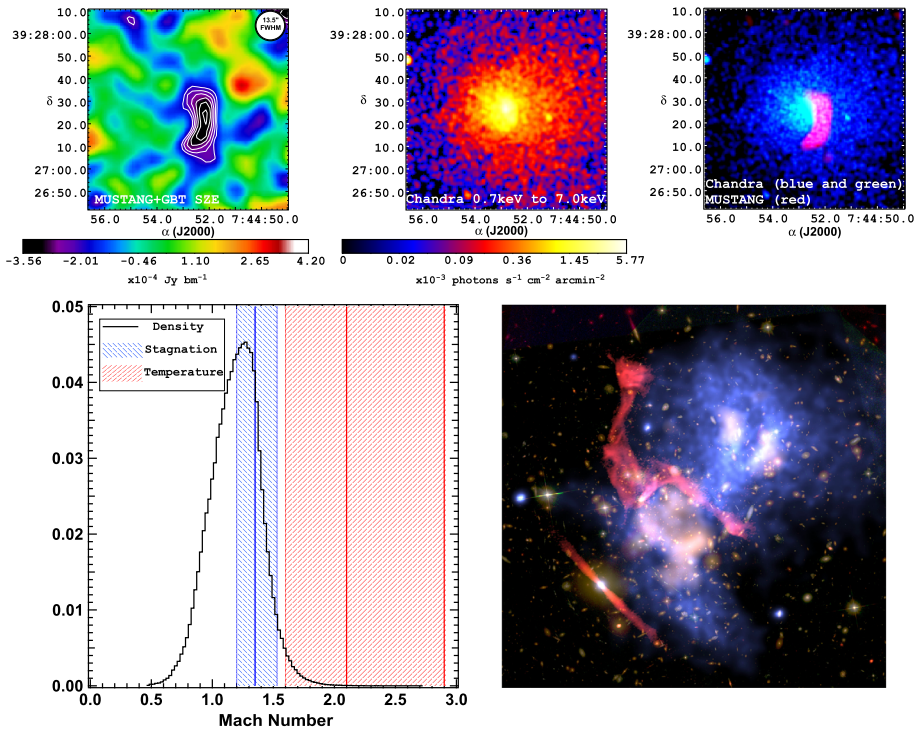 10.0
39:28:00.0
50.0
40.0
δ 30.0
20.0
10.0
27:00.0
26:50.0
13.5"
FWHM
MUSTANG+GBT SZE
56.0 54.0 52.0 7:44:50.0
α (J2000)
-3.56 -2.01 -0.46 1.10 2.65 4.20
x10⁻⁴ Jy bm⁻¹
10.0
39:28:00.0
50.0
40.0
δ 30.0
20.0
10.0
27:00.0
26:50.0
Chandra 0.7keV to 7.0keV
56.0 54.0 52.0 7:44:50.0
α (J2000)
0 0.02 0.09 0.36 1.45 5.77
x10⁻³ photons s⁻¹ cm⁻² arcmin⁻²
10.0
39:28:00.0
50.0
40.0
δ 30.0
20.0
10.0
27:00.0
26:50.0
Chandra (blue and green)
MUSTANG (red)
56.0 54.0 52.0 7:44:50.0
α (J2000)
0.05
0.04
0.03
0.02
0.01
0.00
Density
Stagnation
Temperature
0.0 0.5 1.0 1.5 2.0 2.5 3.0
Mach Number